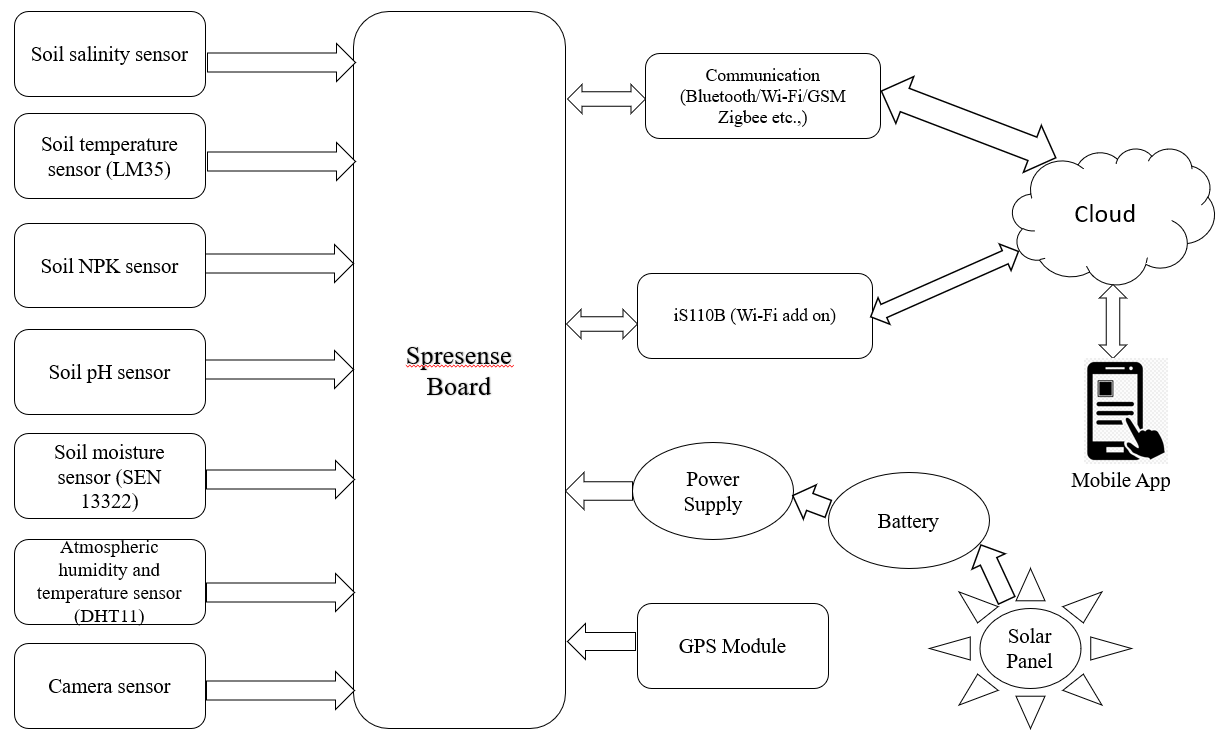 Soil salinity sensor
Soil temperature
sensor (LM35)
Soil NPK sensor
Soil pH sensor
Soil moisture
sensor (SEN
13322)
Atmospheric
humidity and
temperature sensor
(DHT11)
Camera sensor
Spresense
Board
Communication
(Bluetooth/Wi-Fi/GSM
Zigbee etc.,)
iS110B (Wi-Fi add on)
Power
Supply
Battery
GPS Module
Solar
Panel
Cloud
Mobile App